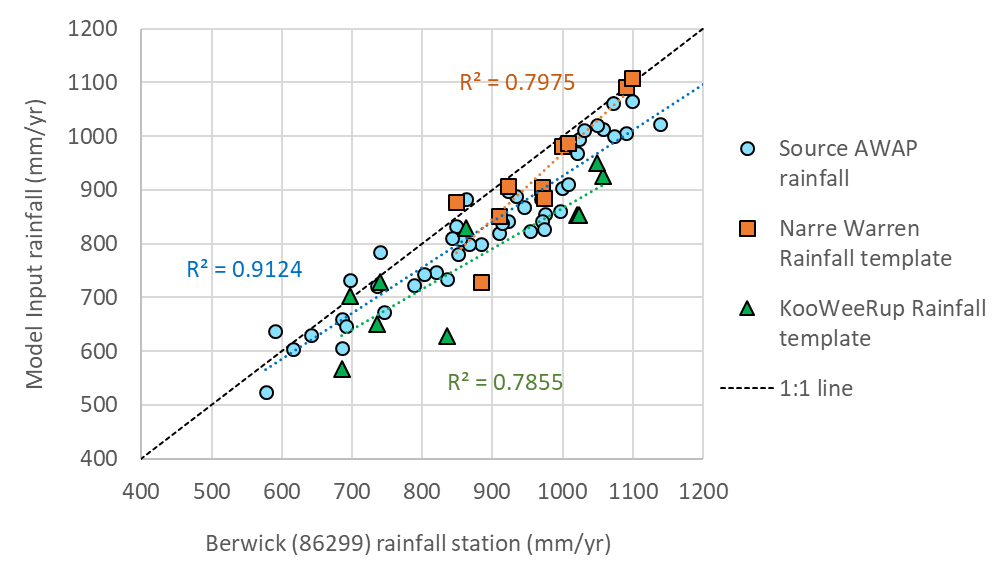 1200
1100
1000
900
800
700
600
500
400
Model Input rainfall (mm/yr)
R² = 0.7975
R² = 0.9124
R² = 0.7855
400 500 600 700 800 900 1000 1100 1200
Berwick (86299) rainfall station (mm/yr)
Source AWAP
rainfall
Narre Warren
Rainfall template
KooWeeRup Rainfall
template
1:1 line